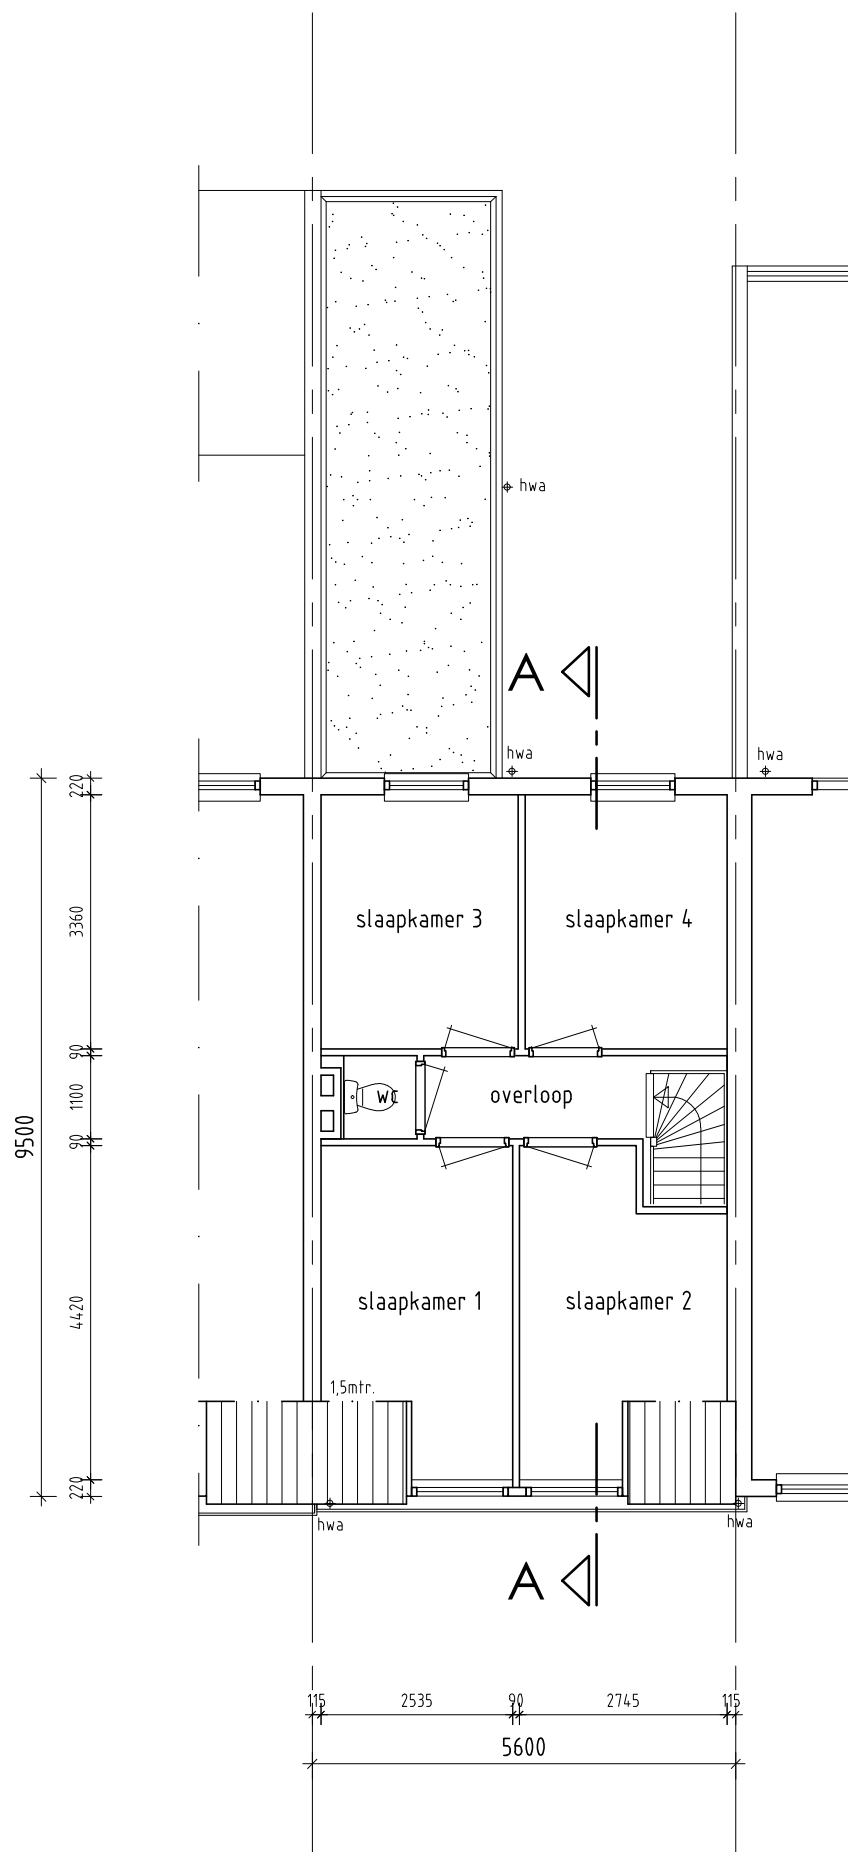 hwa
A
hwa
hwa
220
3360
90
1100
90
4420
220
9500
slaapkamer 3
slaapkamer 4
wc
overloop
slaapkamer 1
slaapkamer 2
1,5mtr.
hwa
hwa
A
115
2535
90
2745
115
5600